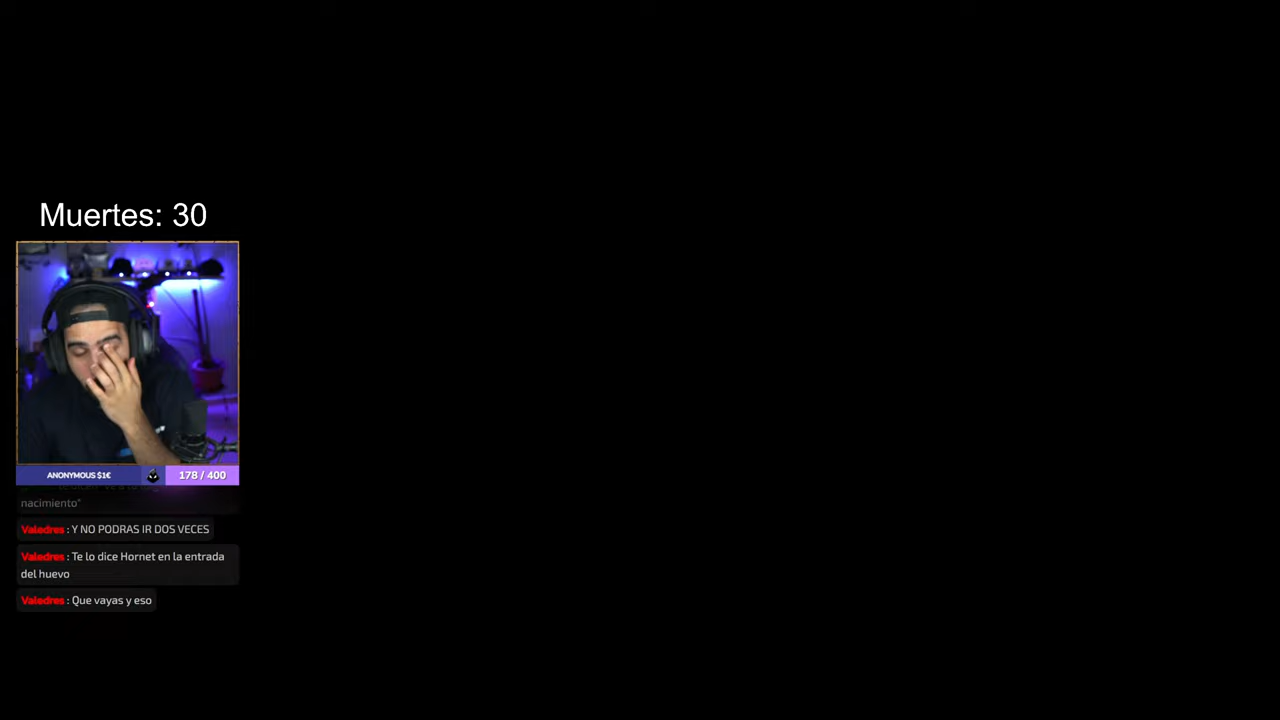 Muertes: 30
ANONYMOUS $1€
178 / 400
nacimiento"
Valedres : Y NO PODRAS IR DOS VECES
Valedres : Te lo dice Hornet en la entrada
del huevo
Valedres : Que vayas y eso